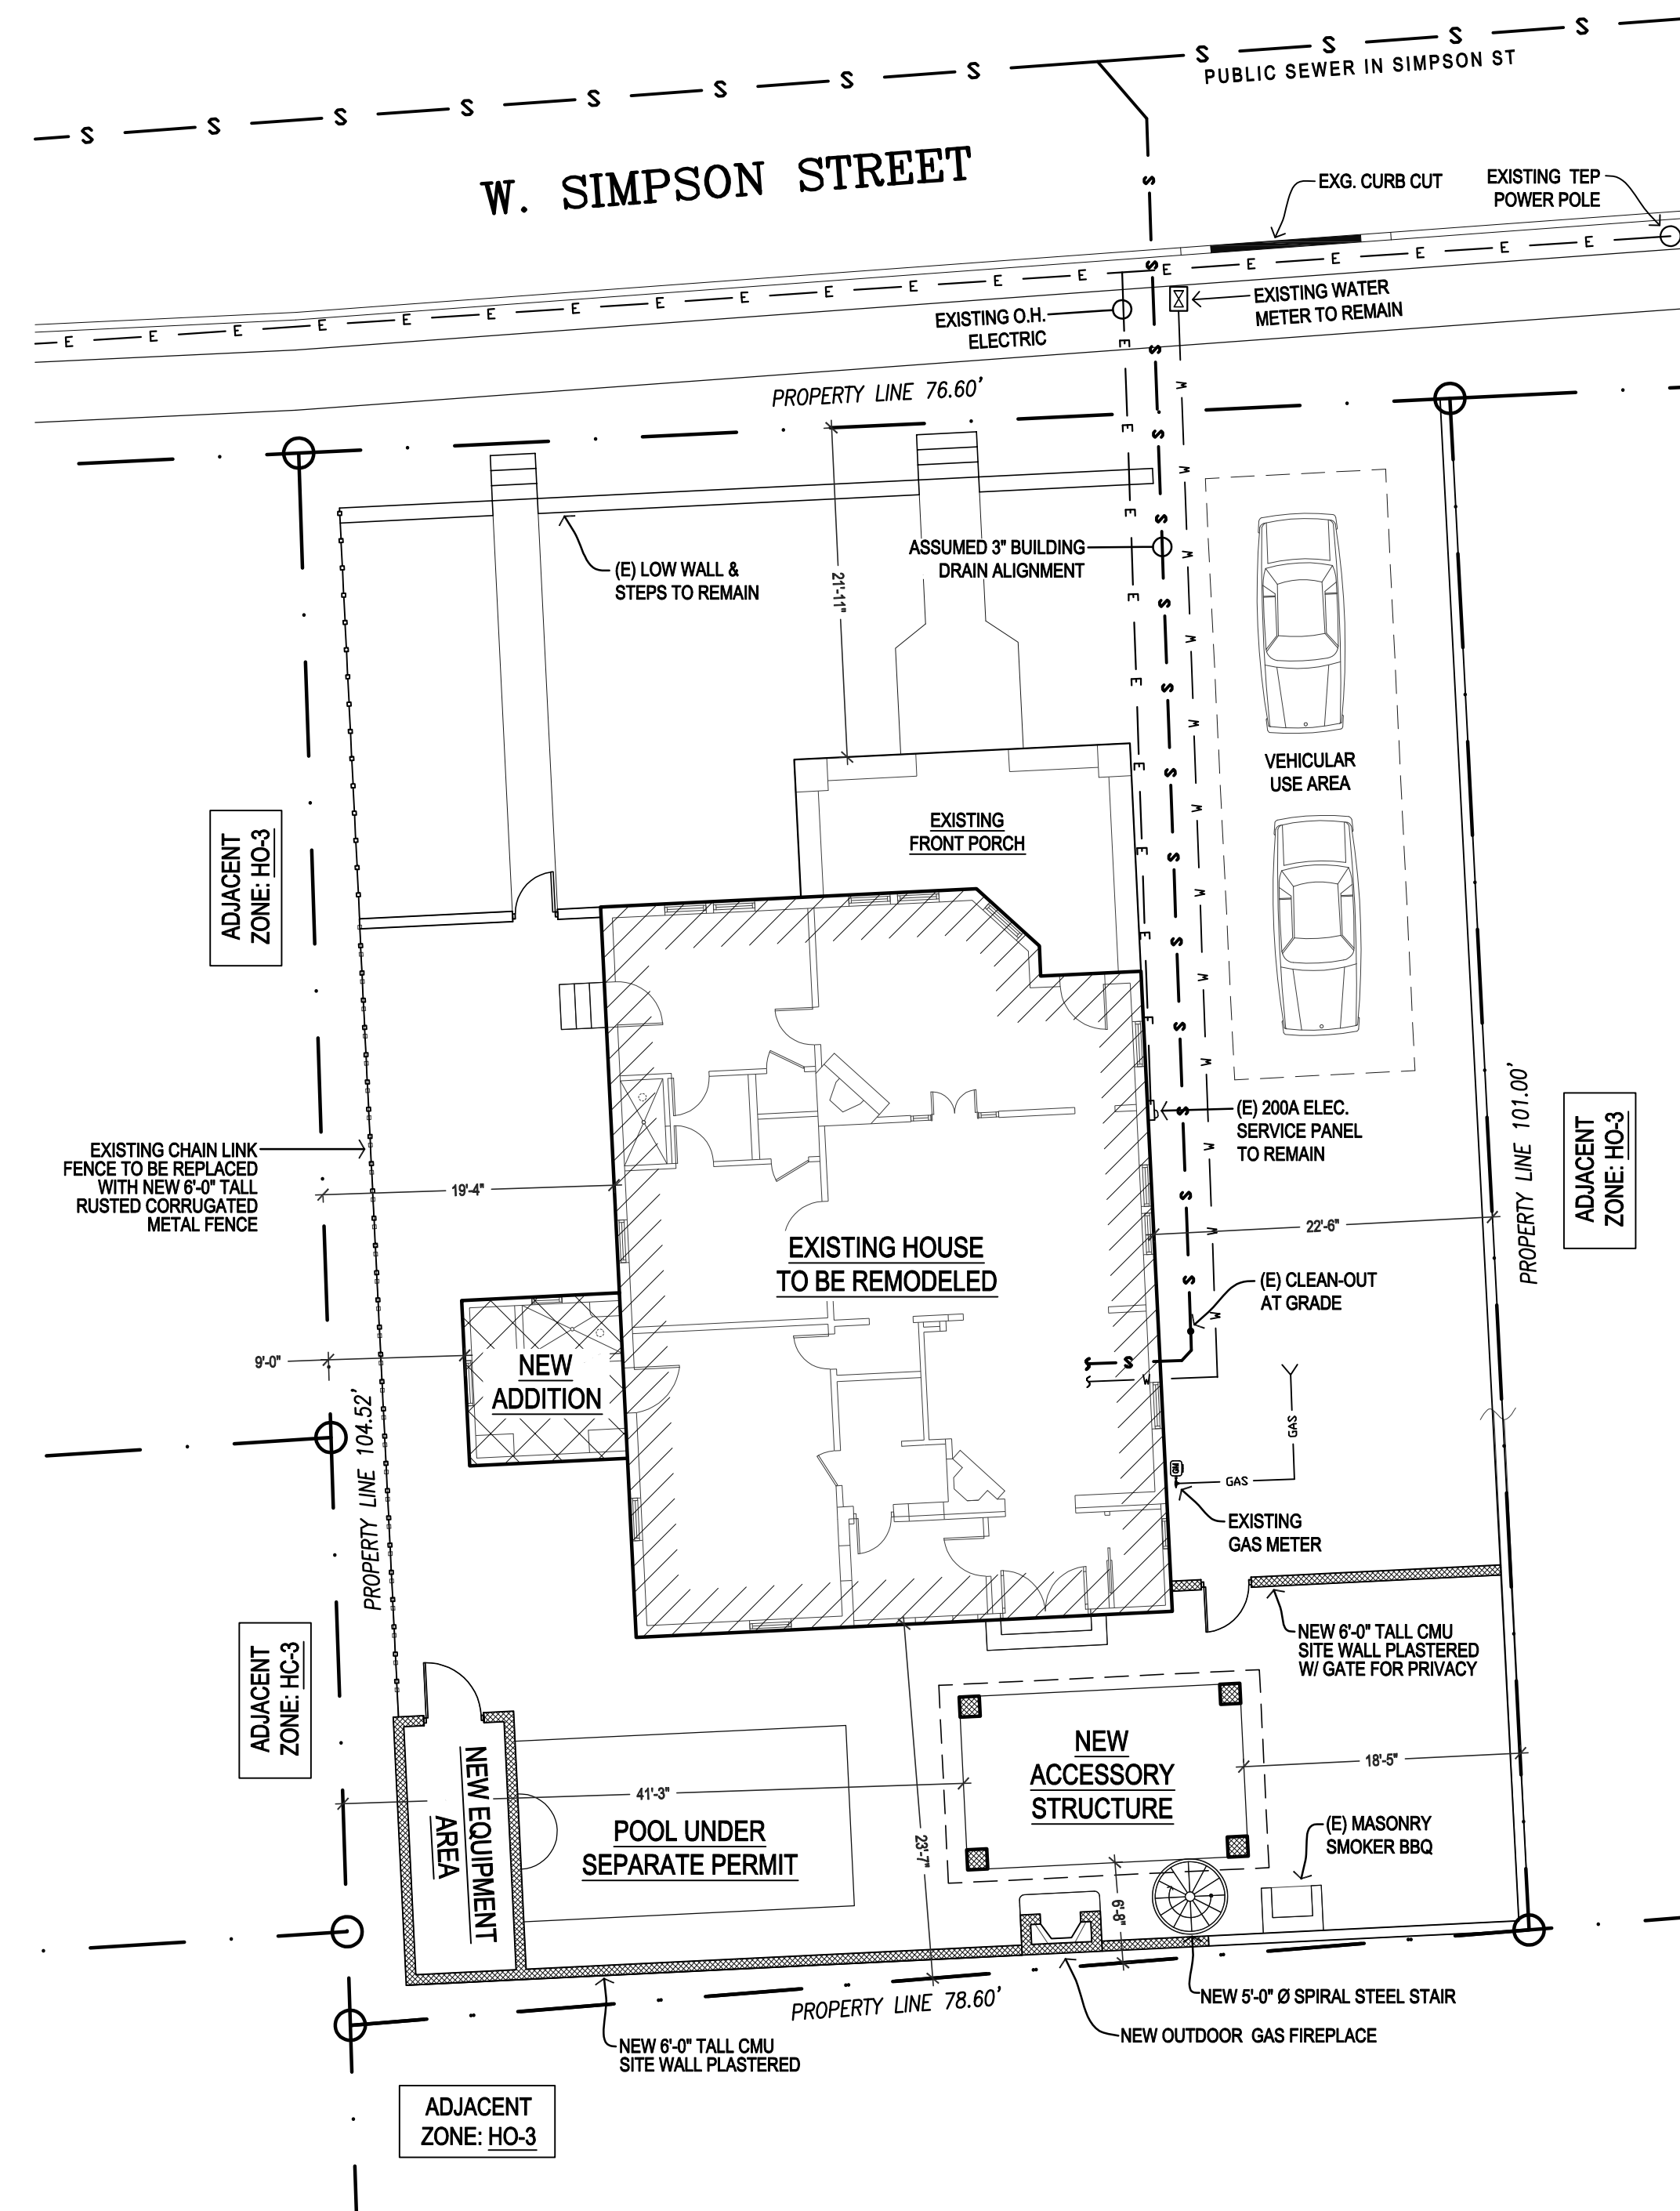 PUBLIC SEWER IN SIMPSON ST
W. SIMPSON STREET
EXG. CURB CUT
EXISTING TEP
POWER POLE
EXISTING O.H.
ELECTRIC
EXISTING WATER
METER TO REMAIN
PROPERTY LINE 76.60'
(E) LOW WALL &
STEPS TO REMAIN
21'-11"
ASSUMED 3" BUILDING
DRAIN ALIGNMENT
VEHICULAR
USE AREA
EXISTING
FRONT PORCH
ADJACENT
ZONE: HO-3
EXISTING CHAIN LINK
FENCE TO BE REPLACED
WITH NEW 6'-0" TALL
RUSTED CORRUGATED
METAL FENCE
19'-4"
(E) 200A ELEC.
SERVICE PANEL
TO REMAIN
PROPERTY LINE 101.00'
ADJACENT
ZONE: HO-3
22'-6"
EXISTING HOUSE
TO BE REMODELED
(E) CLEAN-OUT
AT GRADE
9'-0"
NEW
ADDITION
S
W
GAS
GAS
PROPERTY LINE 104.52'
EXISTING
GAS METER
ADJACENT
ZONE: HC-3
NEW 6'-0" TALL CMU
SITE WALL PLASTERED
W/ GATE FOR PRIVACY
NEW EQUIPMENT
AREA
41'-3"
POOL UNDER
SEPARATE PERMIT
23'-7"
NEW
ACCESSORY
STRUCTURE
18'-5"
(E) MASONRY
SMOKER BBQ
6'-8"
PROPERTY LINE 78.60'
NEW 5'-0" Ø SPIRAL STEEL STAIR
NEW OUTDOOR GAS FIREPLACE
NEW 6'-0" TALL CMU
SITE WALL PLASTERED
ADJACENT
ZONE: HO-3